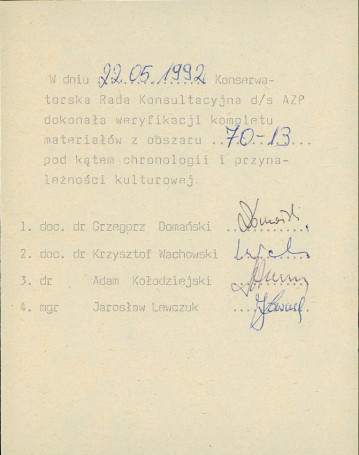 W dniu 22.05.1992 Konserwa-
torska Rada Konsultacyjna d/s AZP
dokonała weryfikacji kompletu
materiałów z obszaru ..70-13..
pod kątem chronologii i przyna-
leżności kulturowej.
1. doc. dr Grzegorz Domański
2. doc. dr Krzysztof Wachowski
3. dr Adam Kołodziejski
4. mgr Jarosław Lewczuk